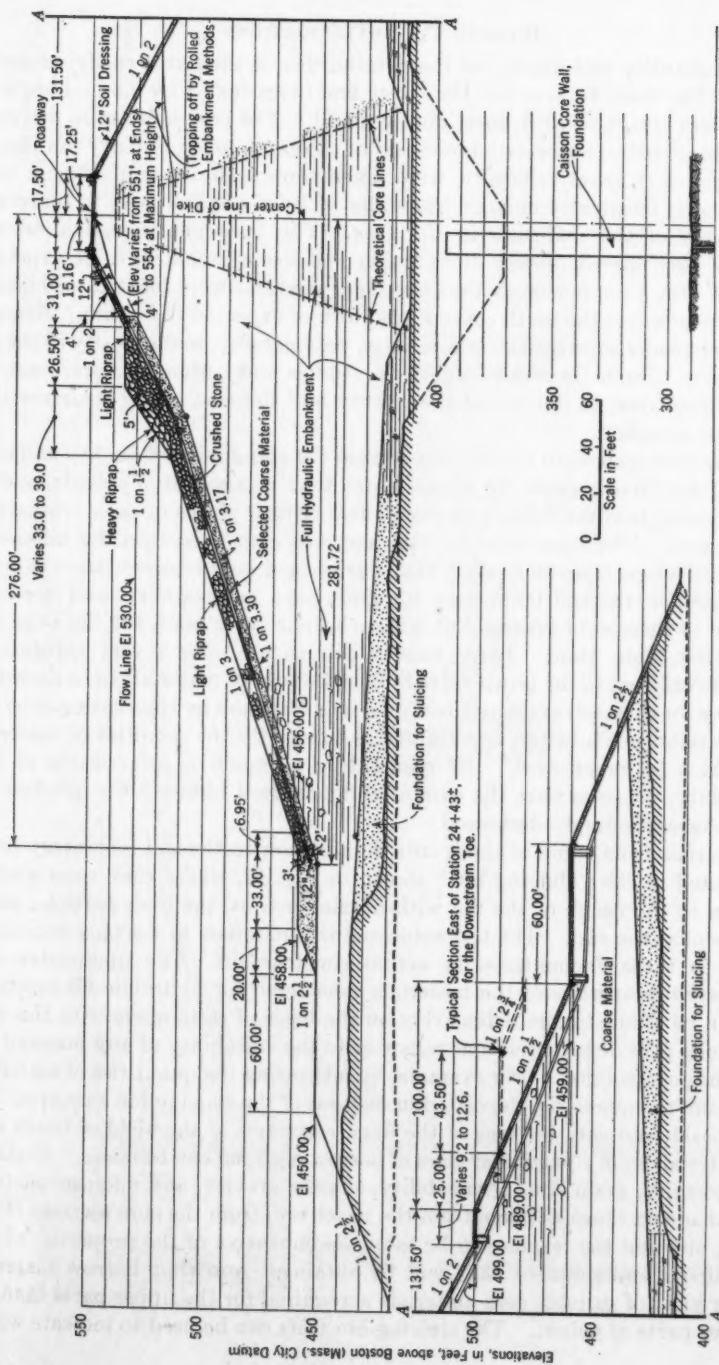 276.00'
Varies 33.0 to 39.0
26.50'
31.00'
15.16'
17.50'
17.25'
131.50'
Roadway
12"
12" Soil Dressing
1 on 2
A
4'
1 on 2
Light Riprap
5'
Heavy Riprap
1 on 1½
Elev Varies from 551' at Ends
to 554' at Maximum Height
4'
Topping off by Rolled
Embankment Methods
Flow Line El 530.00
Crushed Stone
1 on 3.17
Selected Coarse Material
Center Line of Dike
Light Riprap
1 on 3
1 on 3.30
Full Hydraulic Embankment
Theoretical Core Lines
6.95'
El 456.00
281.72
33.00'
20.00'
60.00'
3'
12"
2'
El 458.00
1 on 2½
El 450.00
1 on 2½
Foundation for Sluicing
A
550
500
450
400
350
300
Caisson Core Wall
Foundation
0 20 40 60
Scale in Feet
Elevations, in Feet, above Boston (Mass.) City Datum
A
131.50'
25.00'
43.50'
100.00'
60.00'
Varies 9.2 to 12.6.
Typical Section East of Station 24+43±,
for the Downstream Toe.
1 on 2
1 on 2¼
1 on 2½
1 on 2½
El 499.00
El 489.00
El 459.00
Coarse Material
Foundation for Sluicing
500
450
400